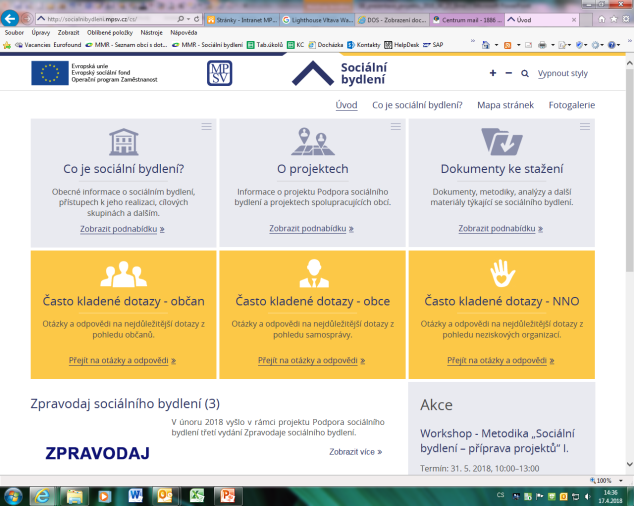 http://socialnibydleni.mpsv.cz/cs/
Stránky - Intranet MP...
Lighthouse Vltava Wa...
DOS - Zobrazení doc...
Centrum mail - 1886 ...
Úvod
Soubor Úpravy Zobrazit Oblíbené položky Nástroje Nápověda
Vacancies Eurofound
MMR - Seznam obcí s dot...
MMR - Sociální bydlení
Tab.úkolů
KC
Docházka
Kontakty
HelpDesk
SAP
Evropská unie
Evropský sociální fond
Operační program Zaměstnanost
MP
SV
Sociální
bydlení
+ − Vypnout styly
Úvod Co je sociální bydlení? Mapa stránek Fotogalerie
Co je sociální bydlení?
Obecné informace o sociálním bydlení,
přístupech k jeho realizaci, cílových
skupinách a dalším.
Zobrazit podnabídku »
O projektech
Informace o projektu Podpora sociálního
bydlení a projektech spolupracujících obcí.
Zobrazit podnabídku »
Dokumenty ke stažení
Dokumenty, metodiky, analýzy a další
materiály týkající se sociálního bydlení.
Zobrazit podnabídku »
Často kladené dotazy - občan
Otázky a odpovědi na nejdůležitější dotazy z
pohledu občanů.
Přejít na otázky a odpovědi »
Často kladené dotazy - obce
Otázky a odpovědi na nejdůležitější dotazy z
pohledu samosprávy.
Přejít na otázky a odpovědi »
Často kladené dotazy - NNO
Otázky a odpovědi na nejdůležitější dotazy z
pohledu neziskových organizací.
Přejít na otázky a odpovědi »
Zpravodaj sociálního bydlení (3)
V únoru 2018 vyšlo v rámci projektu Podpora sociálního
bydlení třetí vydání Zpravodaje sociálního bydlení.
ZPRAVODAJ
Zobrazit více »
Akce
Workshop - Metodika „Sociální
bydlení – příprava projektů“ I.
Termín: 31. 5. 2018, 10:00–13:00
100%
CS
14:36
17.4.2018